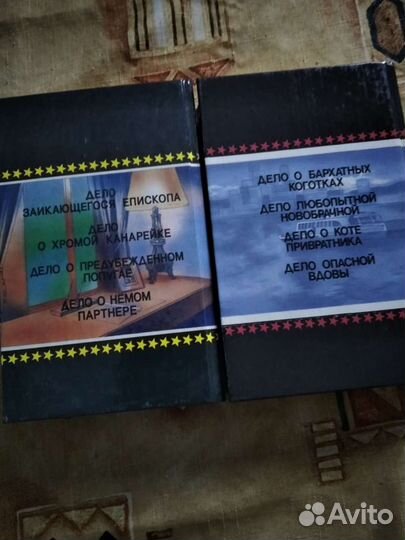 ДЕЛО
ЗАИКАЮЩЕГОСЯ ЕПИСКОПА
ДЕЛО
О ХРОМОЙ КАНАРЕЙКЕ
ДЕЛО О ПРЕДУБЕЖДЕННОМ
ПОПУГАЕ
ДЕЛО О НЕМОМ
ПАРТНЕРЕ
ДЕЛО О БАРХАТНЫХ
КОГОТКАХ
ДЕЛО ЛЮБОПЫТНОЙ
НОВОБРАЧНОЙ
ДЕЛО О КОТЕ
ПРИВРАТНИКА
ДЕЛО ОПАСНОЙ
ВДОВЫ
Avito